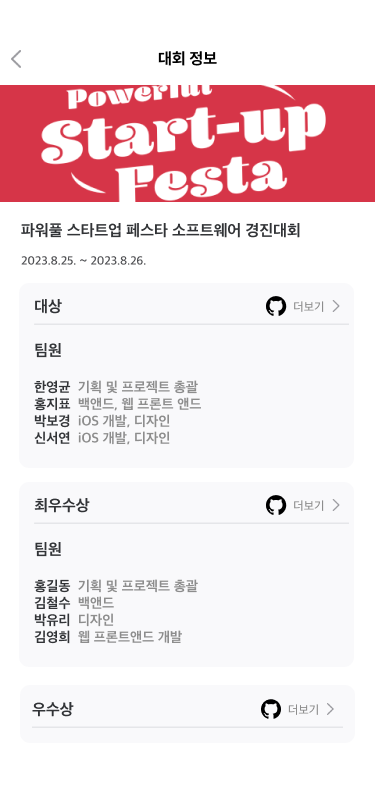 대회 정보
Powerful
Start-up
Festa
파워풀 스타트업 페스타 소프트웨어 경진대회
2023.8.25. ~ 2023.8.26.
대상 더보기
팀원
한영균 기획 및 프로젝트 총괄
홍지표 백앤드, 웹 프론트 앤드
박보경 iOS 개발, 디자인
신서연 iOS 개발, 디자인
최우수상 더보기
팀원
홍길동 기획 및 프로젝트 총괄
김철수 백앤드
박유리 디자인
김영희 웹 프론트앤드 개발
우수상 더보기